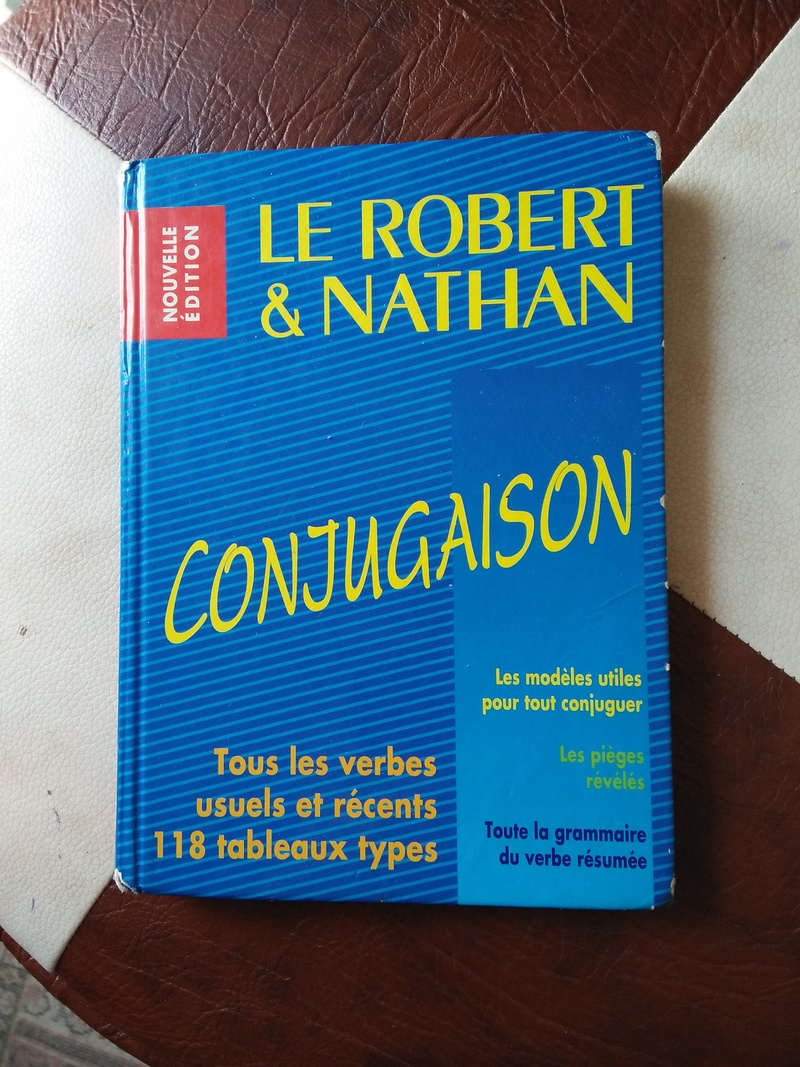 NOUVELLE
ÉDITION
LE ROBERT
& NATHAN
CONJUGAISON
Les modèles utiles
pour tout conjuguer
Les pièges
révélés
Toute la grammaire
du verbe résumée
Tous les verbes
usuels et récents
118 tableaux types